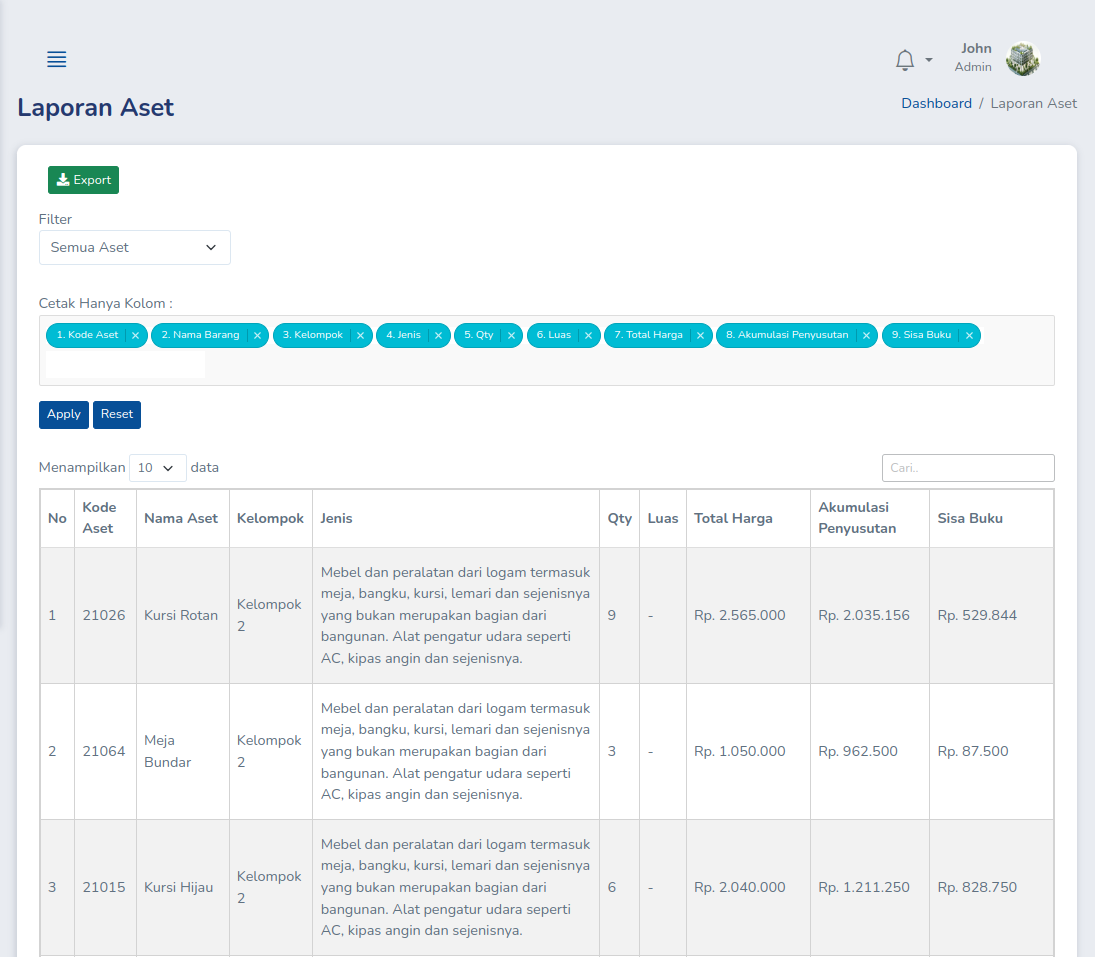 John
Admin
Laporan Aset
Dashboard / Laporan Aset
Export
Filter
Semua Aset
Cetak Hanya Kolom :
1. Kode Aset × 2. Nama Barang × 3. Kelompok × 4. Jenis × 5. Qty × 6. Luas × 7. Total Harga × 8. Akumulasi Penyusutan × 9. Sisa Buku ×
Apply Reset
Menampilkan 10 data
Cari..
No Kode Aset Nama Aset Kelompok Jenis Qty Luas Total Harga Akumulasi Penyusutan Sisa Buku
1 21026 Kursi Rotan Kelompok 2
Mebel dan peralatan dari logam termasuk
meja, bangku, kursi, lemari dan sejenisnya
yang bukan merupakan bagian dari
bangunan. Alat pengatur udara seperti
AC, kipas angin dan sejenisnya.
9 - Rp. 2.565.000 Rp. 2.035.156 Rp. 529.844
2 21064 Meja Bundar Kelompok 2
Mebel dan peralatan dari logam termasuk
meja, bangku, kursi, lemari dan sejenisnya
yang bukan merupakan bagian dari
bangunan. Alat pengatur udara seperti
AC, kipas angin dan sejenisnya.
3 - Rp. 1.050.000 Rp. 962.500 Rp. 87.500
3 21015 Kursi Hijau Kelompok 2
Mebel dan peralatan dari logam termasuk
meja, bangku, kursi, lemari dan sejenisnya
yang bukan merupakan bagian dari
bangunan. Alat pengatur udara seperti
AC, kipas angin dan sejenisnya.
6 - Rp. 2.040.000 Rp. 1.211.250 Rp. 828.750